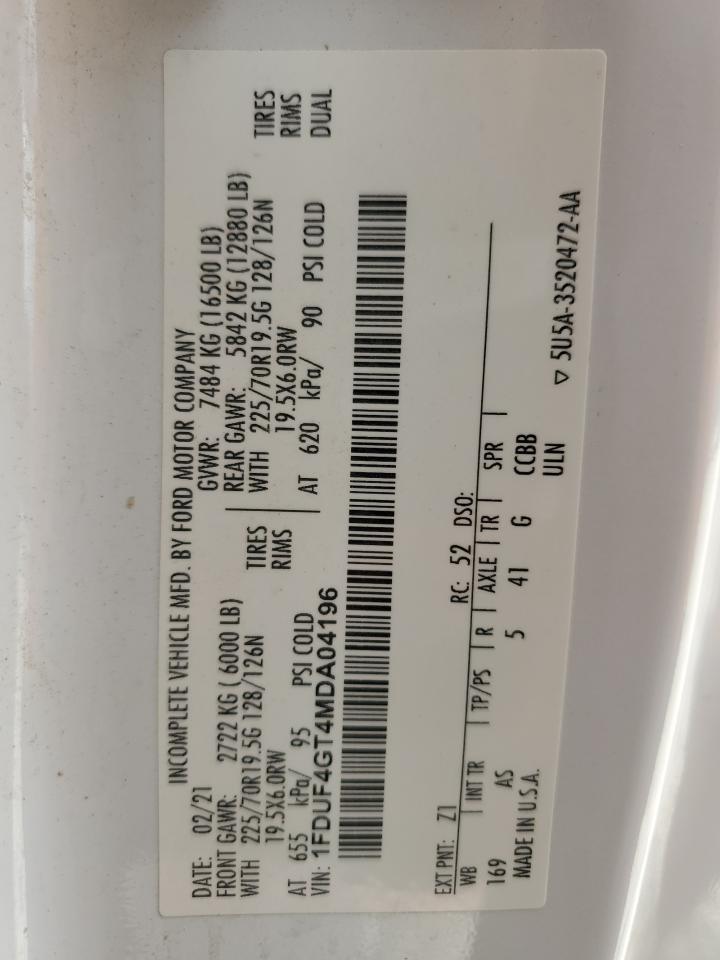 INCOMPLETE VEHICLE MFD. BY FORD MOTOR COMPANY
DATE: 02/21 GVWR: 7484 KG (16500 LB)
FRONT GAWR: 2722 KG ( 6000 LB) REAR GAWR: 5842 KG (12880 LB)
WITH 225/70R19.5G 128/126N TIRES WITH 225/70R19.5G 128/126N TIRES
19.5X6.0RW RIMS 19.5X6.0RW RIMS
AT 655 kPa/ 95 PSI COLD AT 620 kPa/ 90 PSI COLD DUAL
VIN: 1FDUF4GT4MDA04196
EXT PNT: Z1 RC: 52 DSO:
WB INT TR TP/PS R AXLE TR SPR
169 AS 5 41 G CCBB
MADE IN U.S.A. ULN
▽ 5U5A-3520472-AA